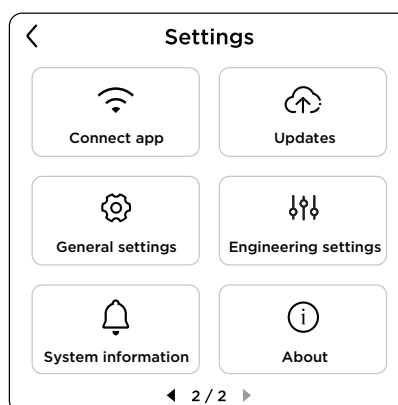 Settings
Connect app
Updates
General settings
Engineering settings
System information
i
About
2 / 2